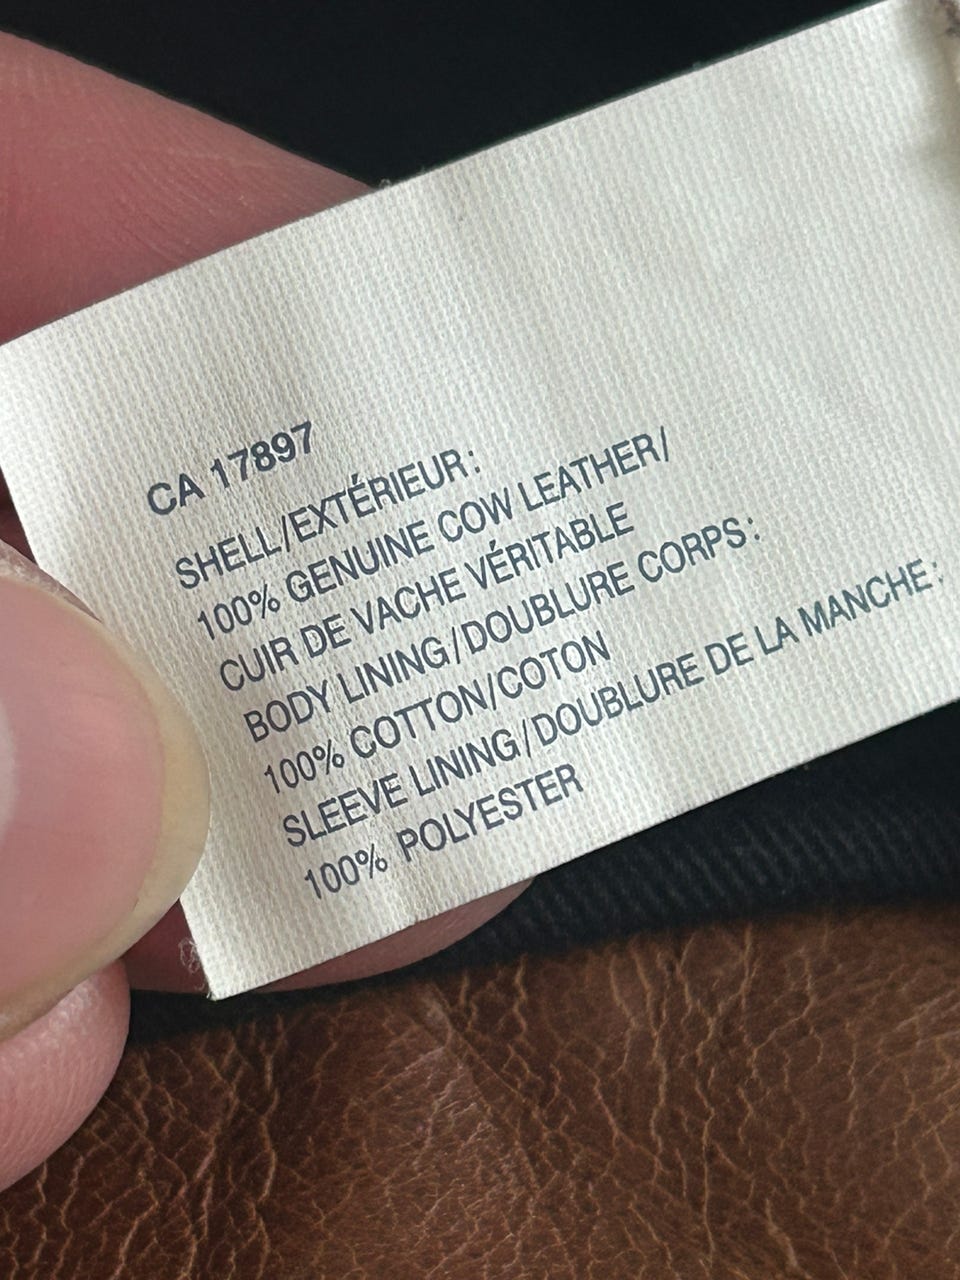 CA 17897
SHELL/EXTÉRIEUR:
100% GENUINE COW LEATHER/
CUIR DE VACHE VÉRITABLE
BODY LINING/DOUBLURE CORPS:
100% COTTON/COTON
SLEEVE LINING/DOUBLURE DE LA MANCHE:
100% POLYESTER